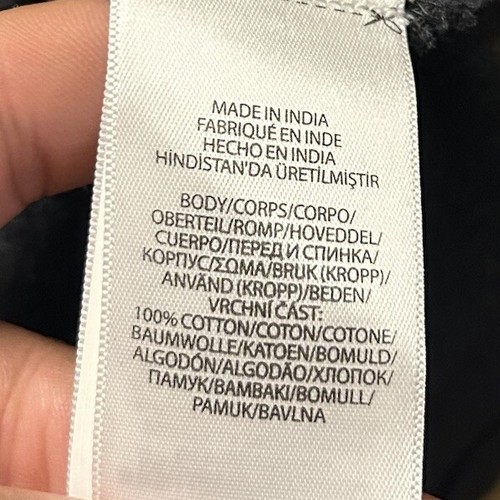 MADE IN INDIA
FABRIQUÉ EN INDE
HECHO EN INDIA
HİNDİSTAN'DA ÜRETİLMİŞTİR
BODY/CORPS/CORPO/
OBERTEIL/ROMP/HOVEDDEL/
CUERPO/ПЕРЕД И СПИНКА/
КОРПУС/ΣΩΜΑ/BRUK (KROPP)/
ANVÄND (KROPP)/BEDEN/
VRCHNÍ ČÁST:
100% COTTON/COTON/COTONE/
BAUMWOLLE/KATOEN/BOMULD/
ALGODÓN/ALGODÃO/ХЛОПОК/
ПАМУК/ΒΑΜΒΑΚΙ/BOMULL/
PAMUK/BAVLNA